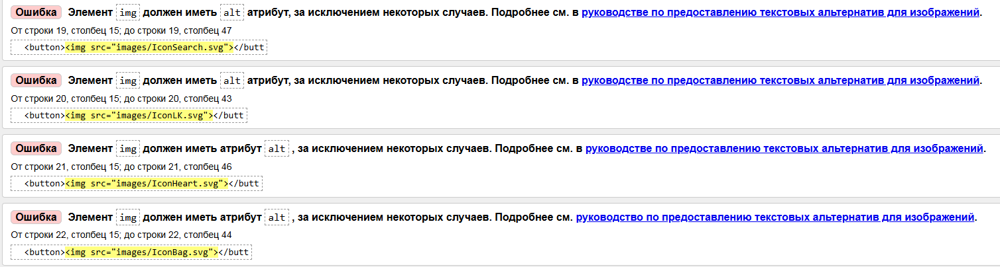 Ошибка Элемент img должен иметь alt атрибут, за исключением некоторых случаев. Подробнее см. в руководстве по предоставлению текстовых альтернатив для изображений.
От строки 19, столбец 15; до строки 19, столбец 47
<button><img src="images/IconSearch.svg"></butt
Ошибка Элемент img должен иметь alt атрибут, за исключением некоторых случаев. Подробнее см. в руководстве по предоставлению текстовых альтернатив для изображений.
От строки 20, столбец 15; до строки 20, столбец 43
<button><img src="images/IconLK.svg"></butt
Ошибка Элемент img должен иметь атрибут alt , за исключением некоторых случаев. Подробнее см. в руководстве по предоставлению текстовых альтернатив для изображений.
От строки 21, столбец 15; до строки 21, столбец 46
<button><img src="images/IconHeart.svg"></butt
Ошибка Элемент img должен иметь атрибут alt , за исключением некоторых случаев. Подробнее см. руководство по предоставлению текстовых альтернатив для изображений.
От строки 22, столбец 15; до строки 22, столбец 44
<button><img src="images/IconBag.svg"></butt